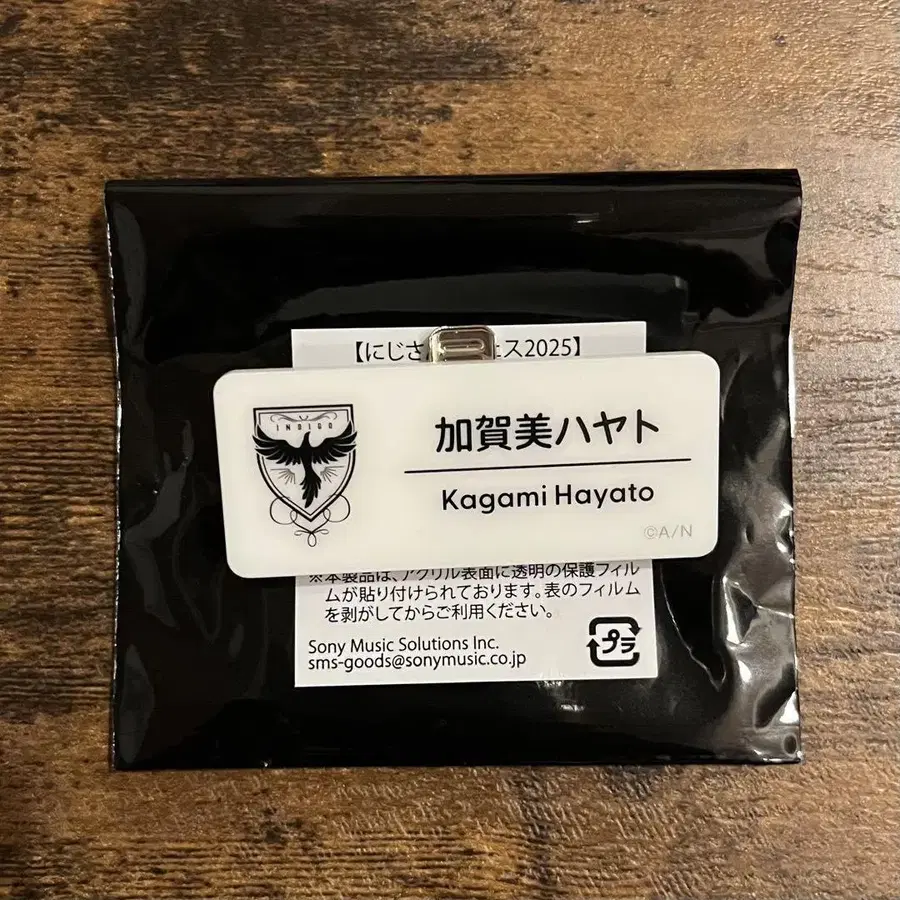 【にじさ ェス2025】
INDIGO
加賀美ハヤト
Kagami Hayato
©A/N
※本製品は、アクリル表面に透明の保護フィル
ムが貼り付けられております。表のフィルム
を剥がしてからご利用ください。
Sony Music Solutions Inc.
sms-goods@sonymusic.co.jp
プラ